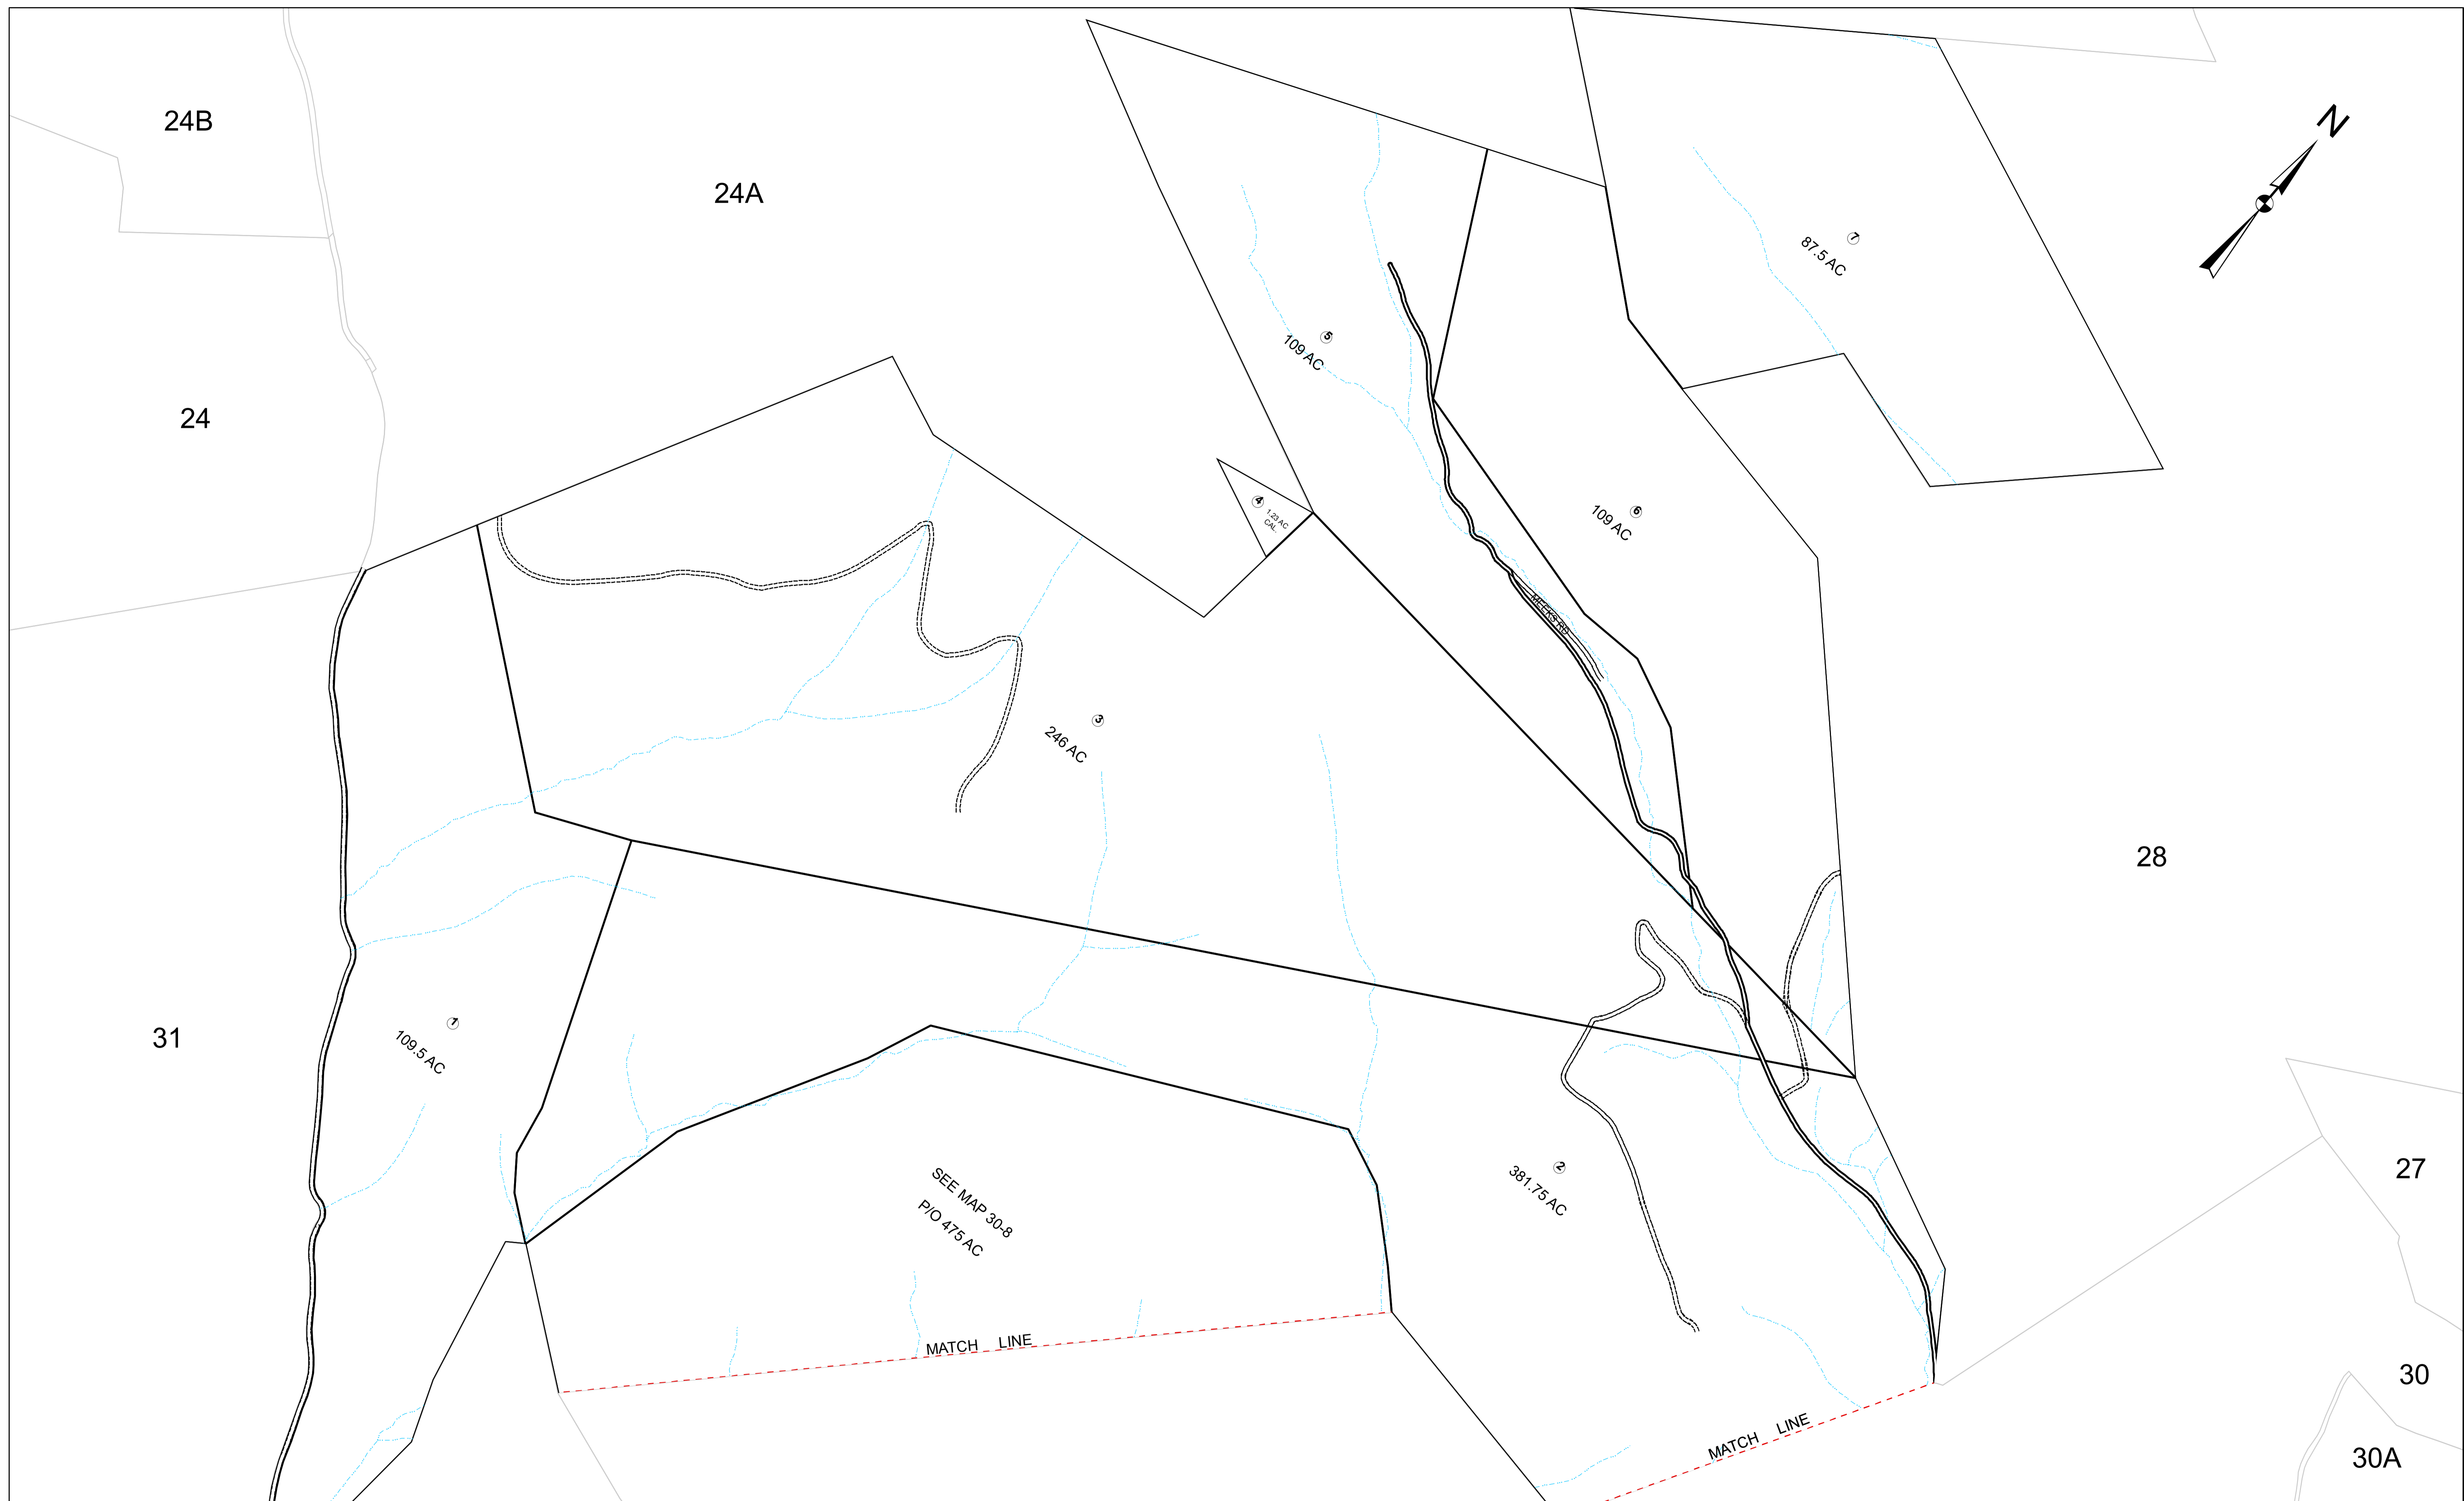 24B
24A
N
7
87.5 AC
5
109 AC
24
4
1.23 AC
CAL.
6
109 AC
MEEKS RD
3
246 AC
28
31
1
109.5 AC
2
381.75 AC
27
SEE MAP 30-8
P/O 475 AC
MATCH LINE
30
MATCH LINE
30A